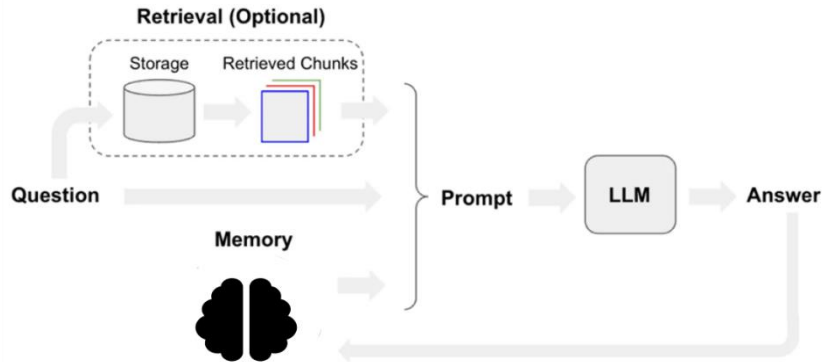 Retrieval (Optional)
Storage
Retrieved Chunks
Question
Prompt
LLM
Answer
Memory